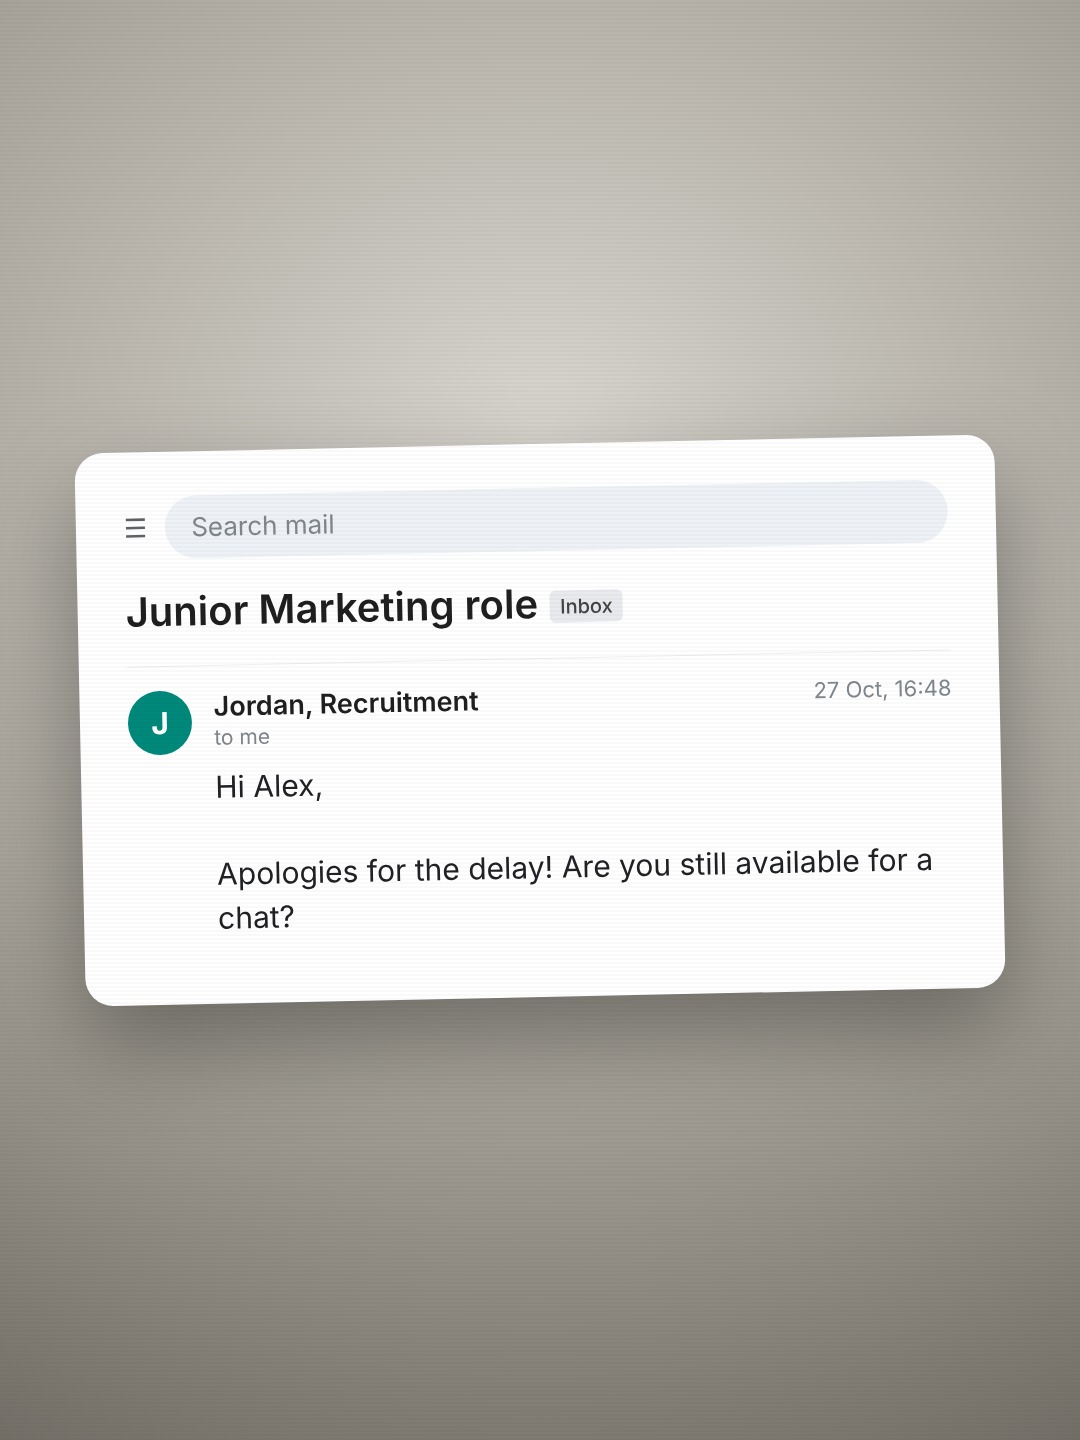 ☰ Search mail
Junior Marketing role Inbox
J Jordan, Recruitment 27 Oct, 16:48
to me
Hi Alex,
Apologies for the delay! Are you still available for a
chat?